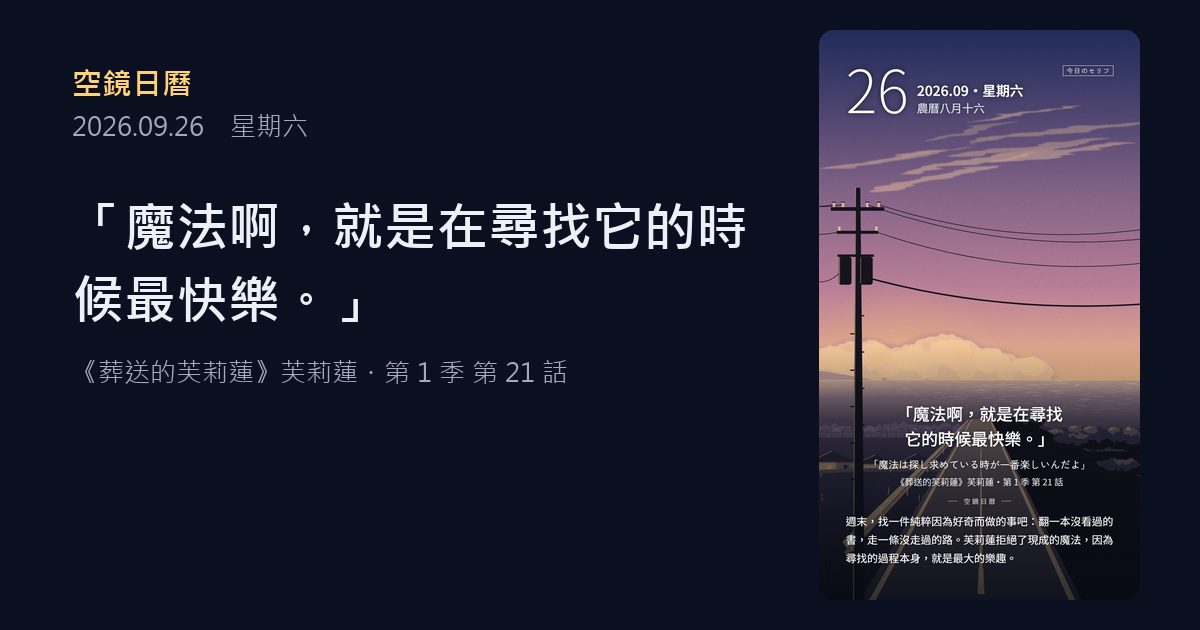 空鏡日曆
2026.09.26 星期六
「魔法啊，就是在尋找它的時
候最快樂。」
《葬送的芙莉蓮》芙莉蓮・第 1 季 第 21 話
26
2026.09・星期六
農曆八月十六
今日のセリフ
「魔法啊，就是在尋找
它的時候最快樂。」
「魔法は探し求めている時が一番楽しいんだよ」
《葬送的芙莉蓮》芙莉蓮・第 1 季 第 21 話
— 空鏡日曆 —
週末，找一件純粹因為好奇而做的事吧：翻一本沒看過的
書，走一條沒走過的路。芙莉蓮拒絕了現成的魔法，因為
尋找的過程本身，就是最大的樂趣。